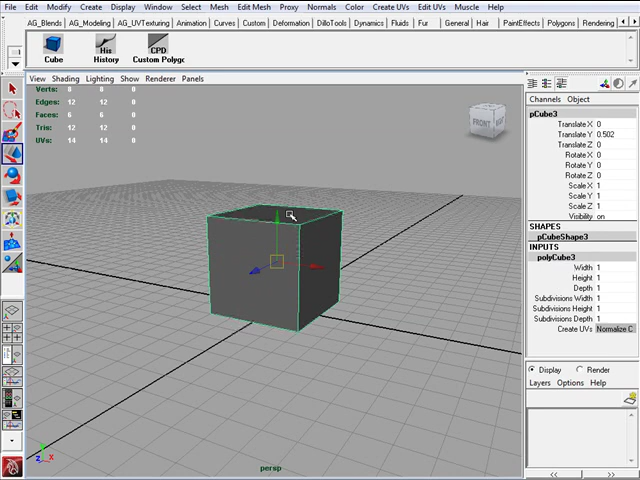 File Edit Modify Create Display Window Select Mesh Edit Mesh Proxy Normals Color Create UVs Edit UVs Muscle Help
AG_Blends AG_Modeling AG_UVTexturing Animation Curves Custom Deformation DilloTools Dynamics Fluids Fur General Hair PaintEffects Polygons Rendering
His CPD
Cube History Custom Polygo
View Shading Lighting Show Renderer Panels
Verts: 8 8 0
Edges: 12 12 0
Faces: 6 6 0
Tris: 12 12 0
UVs: 14 14 0
FRONT
persp
Channels Object
pCube3
Translate X 0
Translate Y 0.502
Translate Z 0
Rotate X 0
Rotate Y 0
Rotate Z 0
Scale X 1
Scale Y 1
Scale Z 1
Visibility on
SHAPES
pCubeShape3
INPUTS
polyCube3
Width 1
Height 1
Depth 1
Subdivisions Width 1
Subdivisions Height 1
Subdivisions Depth 1
Create UVs Normalize C
Display Render
Layers Options Help
<< >>